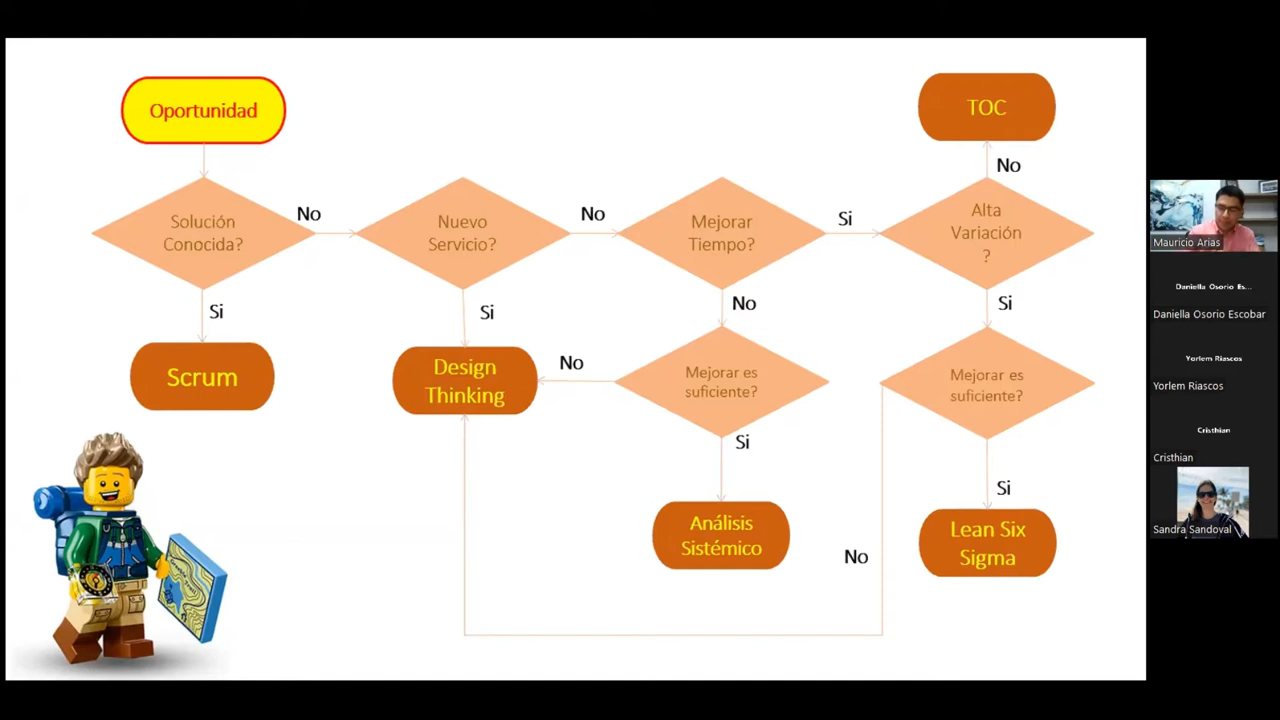 Oportunidad
TOC
No
Solución
Conocida?
No
Nuevo
Servicio?
No
Mejorar
Tiempo?
Si
Alta
Variación
?
Si
Si
No
Si
Scrum
Design
Thinking
No
Mejorar es
suficiente?
Mejorar es
suficiente?
Si
Si
Análisis
Sistémico
No
Lean Six
Sigma
Mauricio Arias
Daniella Osorio Es...
Daniella Osorio Escobar
Yorlem Riascos
Yorlem Riascos
Cristhian
Cristhian
Sandra Sandoval